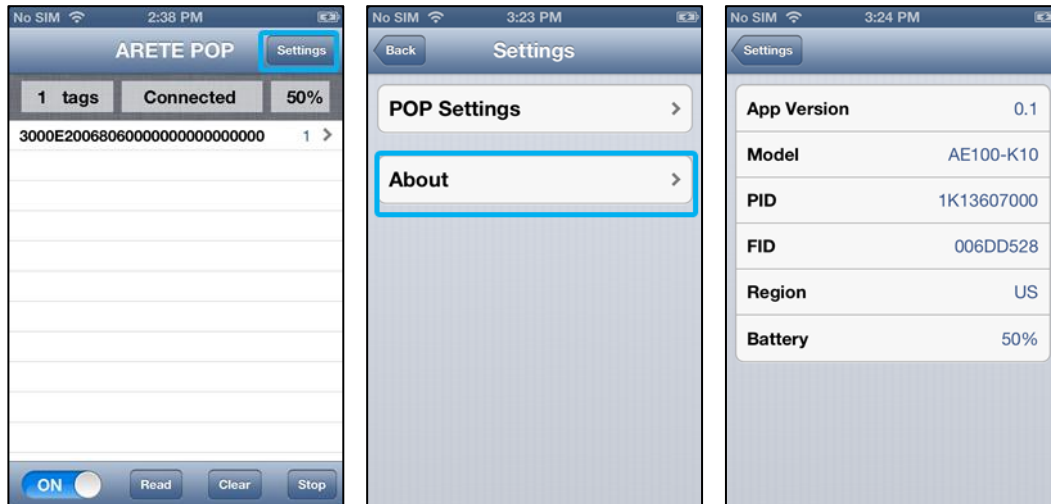 No SIM 2:38 PM
ARETE POP Settings
1 tags Connected 50%
3000E20068060000000000000000 1
ON Read Clear Stop
No SIM 3:23 PM
Back Settings
POP Settings
About
No SIM 3:24 PM
Settings
App Version 0.1
Model AE100-K10
PID 1K13607000
FID 006DD528
Region US
Battery 50%